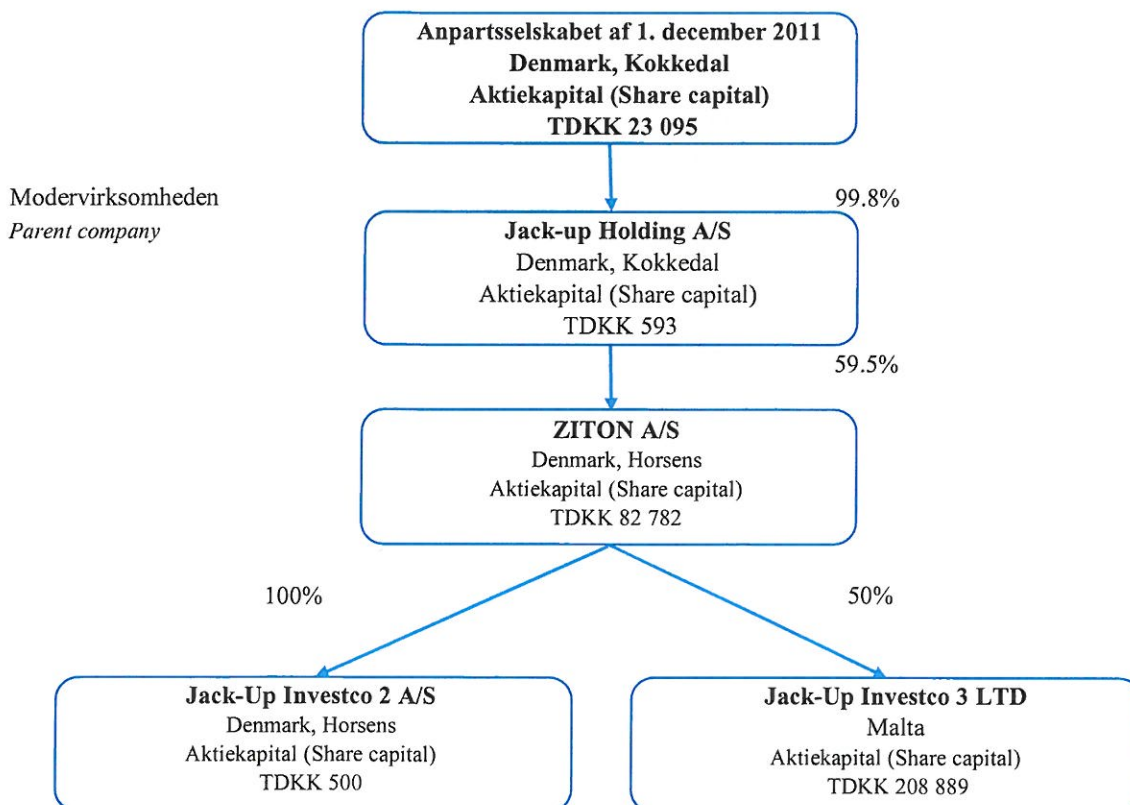 Anpartsselskabet af 1. december 2011
Denmark, Kokkedal
Aktiekapital (Share capital)
TDKK 23 095
Modervirksomheden
Parent company
99.8%
Jack-up Holding A/S
Denmark, Kokkedal
Aktiekapital (Share capital)
TDKK 593
59.5%
ZITON A/S
Denmark, Horsens
Aktiekapital (Share capital)
TDKK 82 782
100%
50%
Jack-Up Investco 2 A/S
Denmark, Horsens
Aktiekapital (Share capital)
TDKK 500
Jack-Up Investco 3 LTD
Malta
Aktiekapital (Share capital)
TDKK 208 889